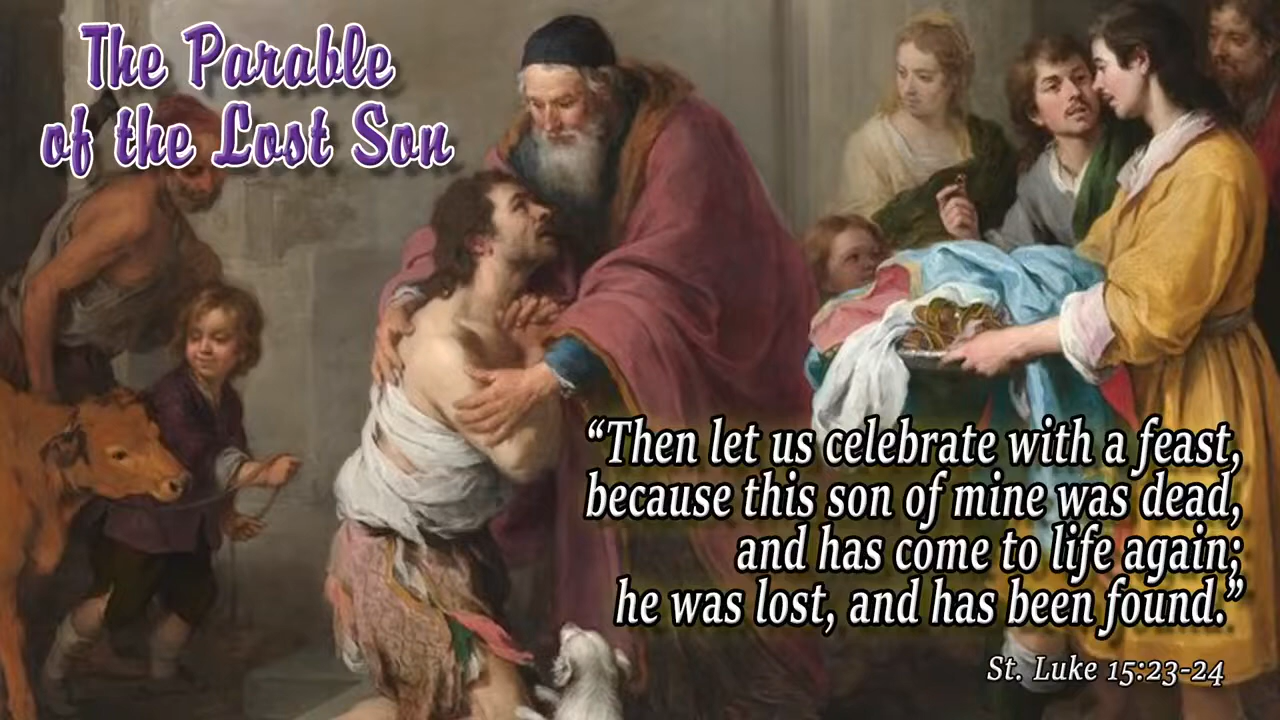 The Parable
of the Lost Son
“Then let us celebrate with a feast,
because this son of mine was dead,
and has come to life again;
he was lost, and has been found.”
St. Luke 15:23-24